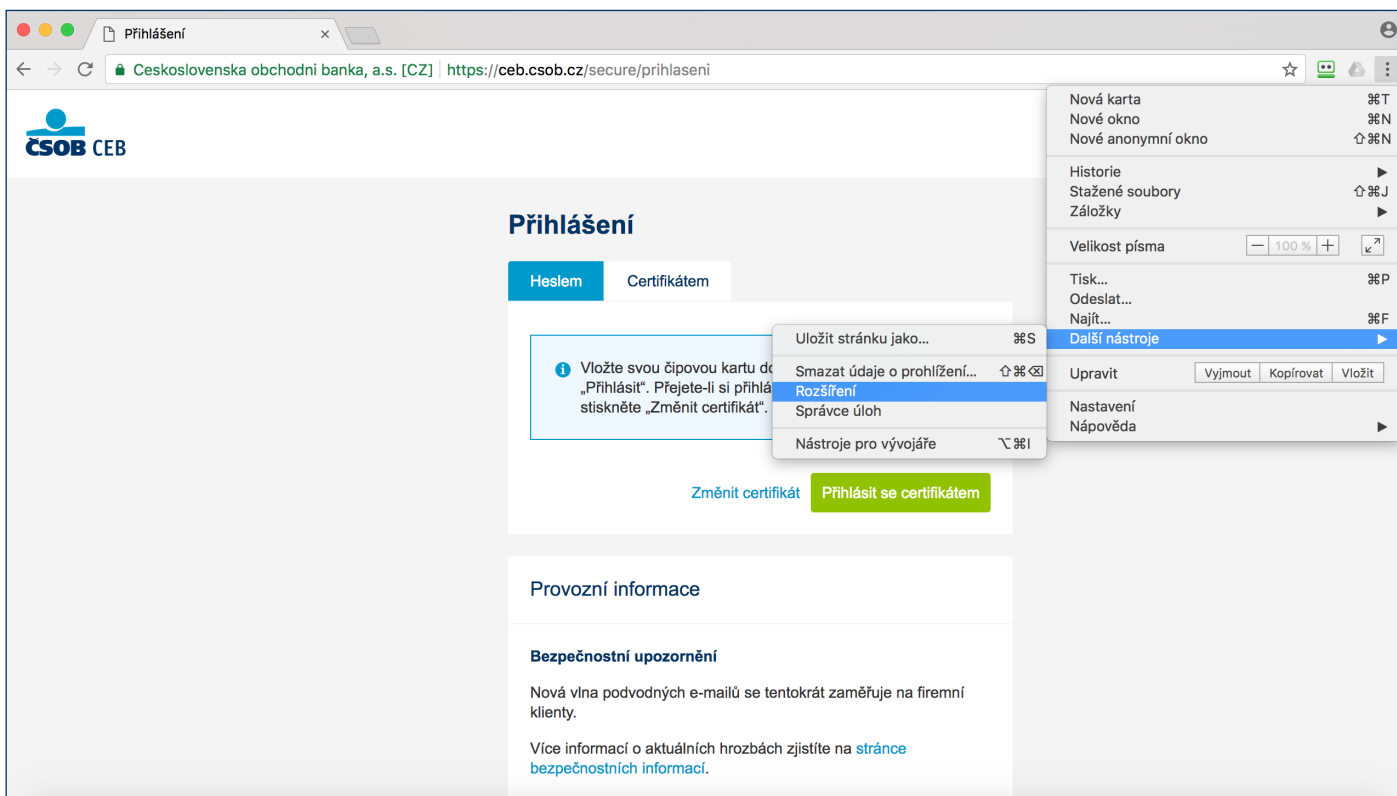 Přihlášení
Ceskoslovenska obchodni banka, a.s. [CZ] https://ceb.csob.cz/secure/prihlaseni
ČSOB CEB
Nová karta ⌘T
Nové okno ⌘N
Nové anonymní okno ⇧⌘N
Historie
Stažené soubory ⇧⌘J
Záložky
Velikost písma 100 %
Tisk... ⌘P
Odeslat...
Najít... ⌘F
Další nástroje
Upravit Vyjmout Kopírovat Vložit
Nastavení
Nápověda
Uložit stránku jako... ⌘S
Smazat údaje o prohlížení... ⇧⌘⌫
Rozšíření
Správce úloh
Nástroje pro vývojáře ⌥⌘I
Přihlášení
Heslem Certifikátem
Vložte svou čipovou kartu
„Přihlásit“. Přejete-li si
stiskněte „Změnit certifikát“.
Změnit certifikát Přihlásit se certifikátem
Provozní informace
Bezpečnostní upozornění
Nová vlna podvodných e-mailů se tentokrát zaměřuje na firemní
klienty.
Více informací o aktuálních hrozbách zjistíte na stránce
bezpečnostních informací.